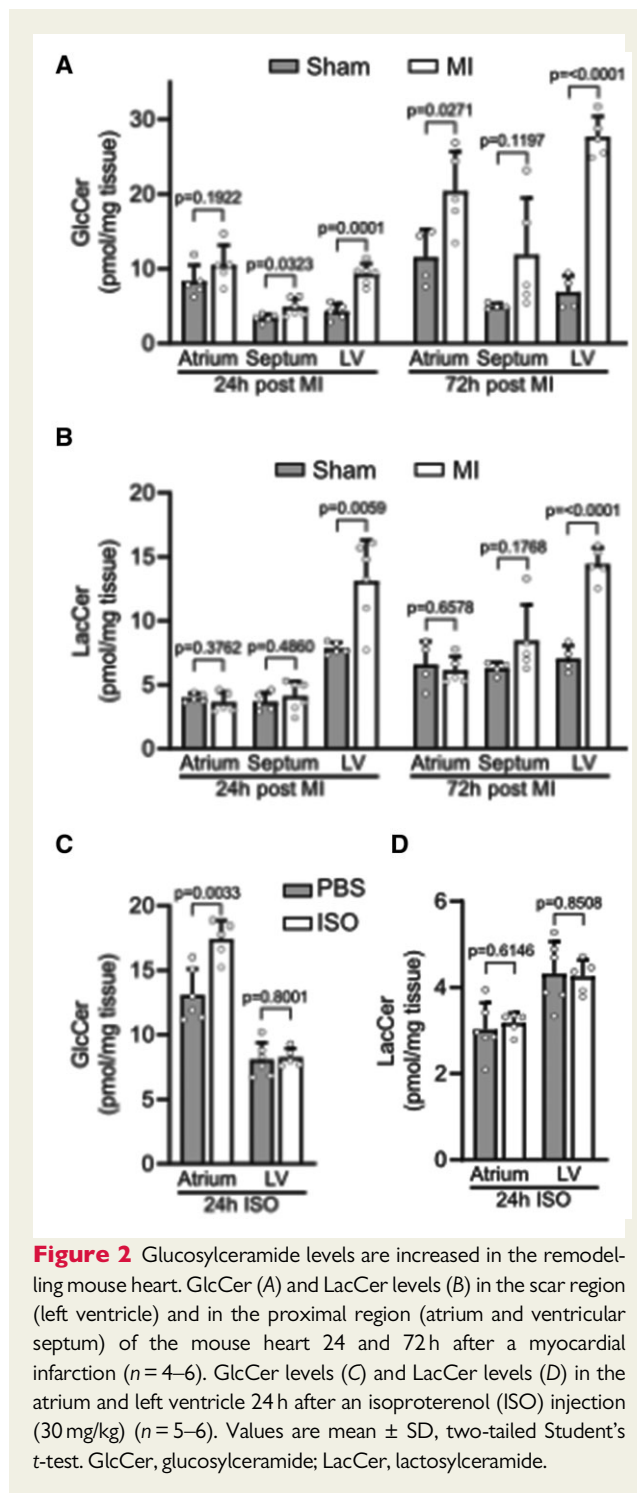 A
Sham MI
GlcCer
(pmol/mg tissue)
30
20
10
0
p=0.1922
p=0.0323
p=0.0001
p=0.0271
p=0.1197
p=<0.0001
Atrium Septum LV Atrium Septum LV
24h post MI 72h post MI
B
Sham MI
LacCer
(pmol/mg tissue)
20
15
10
5
0
p=0.3762
p=0.4860
p=0.0059
p=0.6578
p=0.1768
p=<0.0001
Atrium Septum LV Atrium Septum LV
24h post MI 72h post MI
C
PBS
ISO
GlcCer
(pmol/mg tissue)
20
15
10
5
0
p=0.0033
p=0.8001
Atrium LV
24h ISO
D
LacCer
(pmol/mg tissue)
6
4
2
0
p=0.6146
p=0.8508
Atrium LV
24h ISO
Figure 2 Glucosylceramide levels are increased in the remodel-
ling mouse heart. GlcCer (A) and LacCer levels (B) in the scar region
(left ventricle) and in the proximal region (atrium and ventricular
septum) of the mouse heart 24 and 72 h after a myocardial
infarction (n = 4–6). GlcCer levels (C) and LacCer levels (D) in the
atrium and left ventricle 24 h after an isoproterenol (ISO) injection
(30 mg/kg) (n = 5–6). Values are mean ± SD, two-tailed Student’s
t-test. GlcCer, glucosylceramide; LacCer, lactosylceramide.